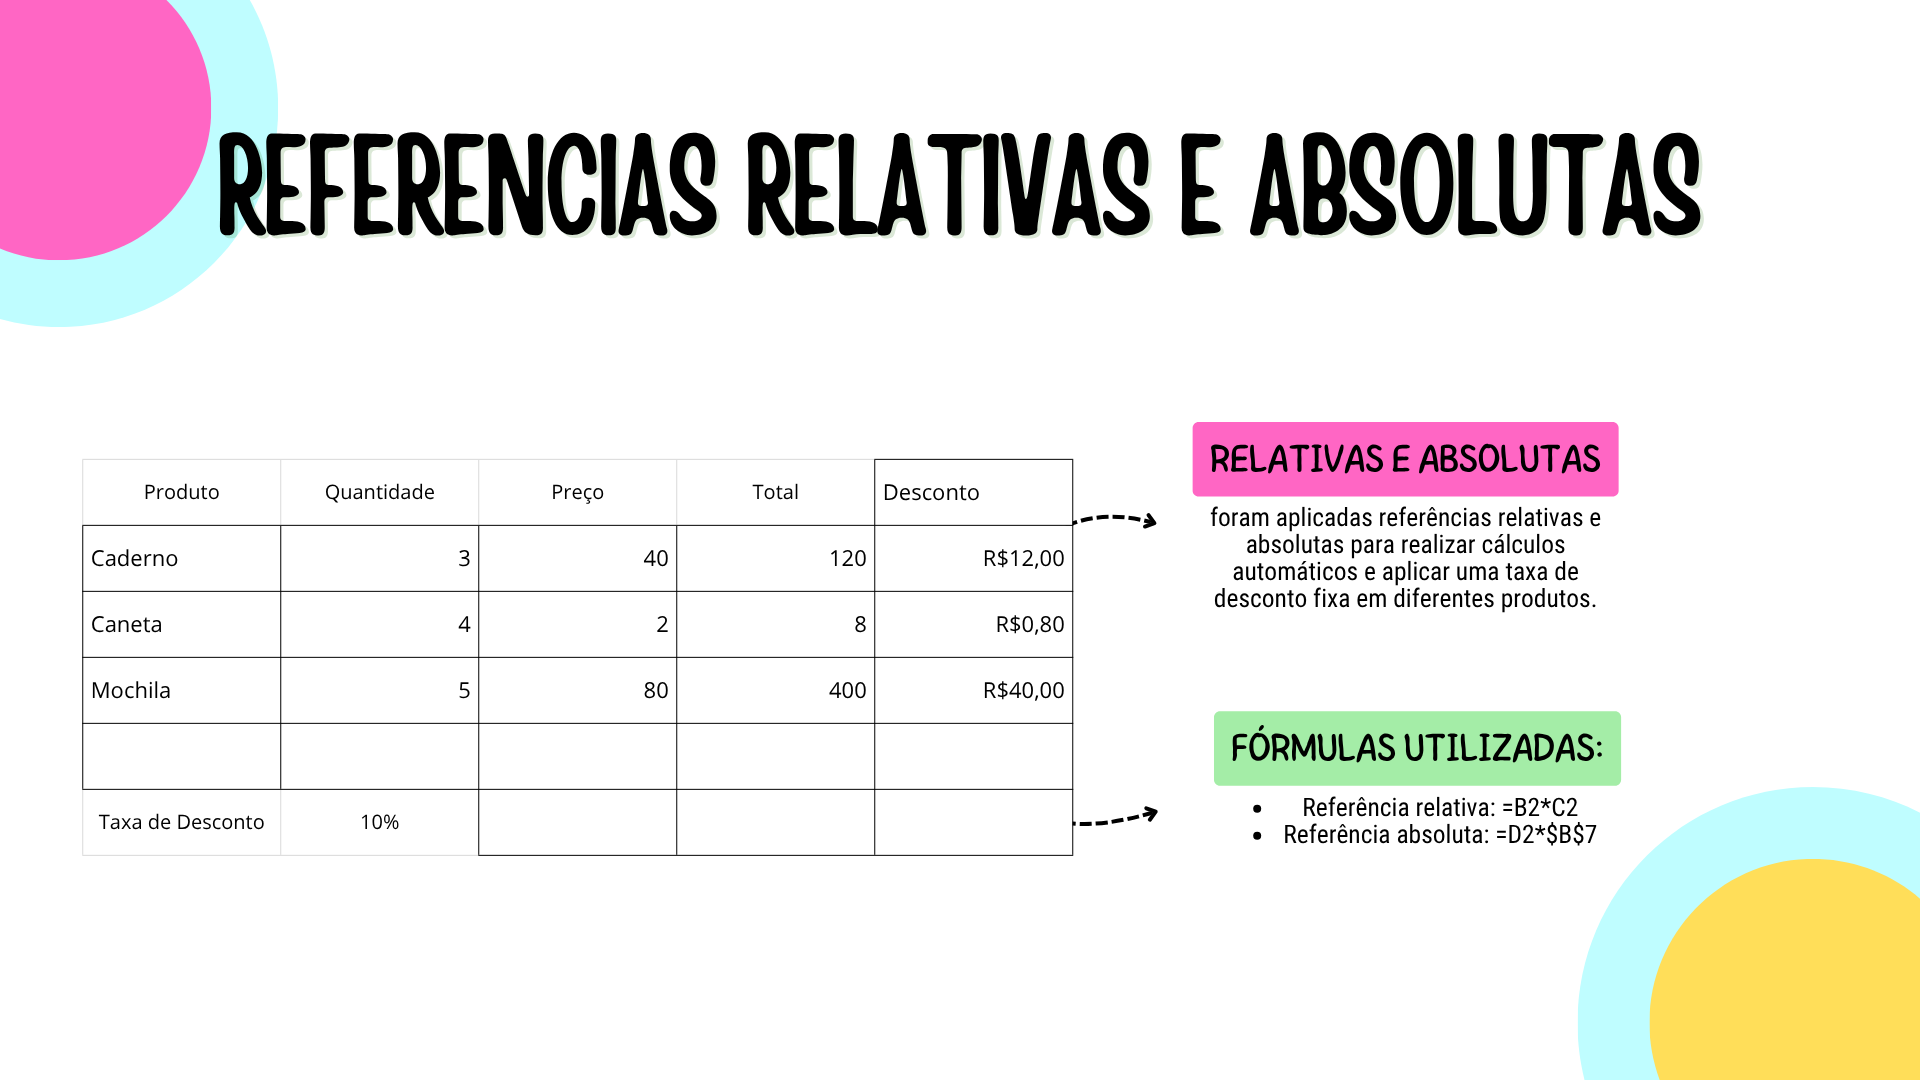 REFERENCIAS RELATIVAS E ABSOLUTAS
Produto Quantidade Preço Total Desconto
Caderno 3 40 120 R$12,00
Caneta 4 2 8 R$0,80
Mochila 5 80 400 R$40,00
Taxa de Desconto 10%
RELATIVAS E ABSOLUTAS
foram aplicadas referências relativas e
absolutas para realizar cálculos
automáticos e aplicar uma taxa de
desconto fixa em diferentes produtos.
FÓRMULAS UTILIZADAS:
• Referência relativa: =B2*C2
• Referência absoluta: =D2*$B$7